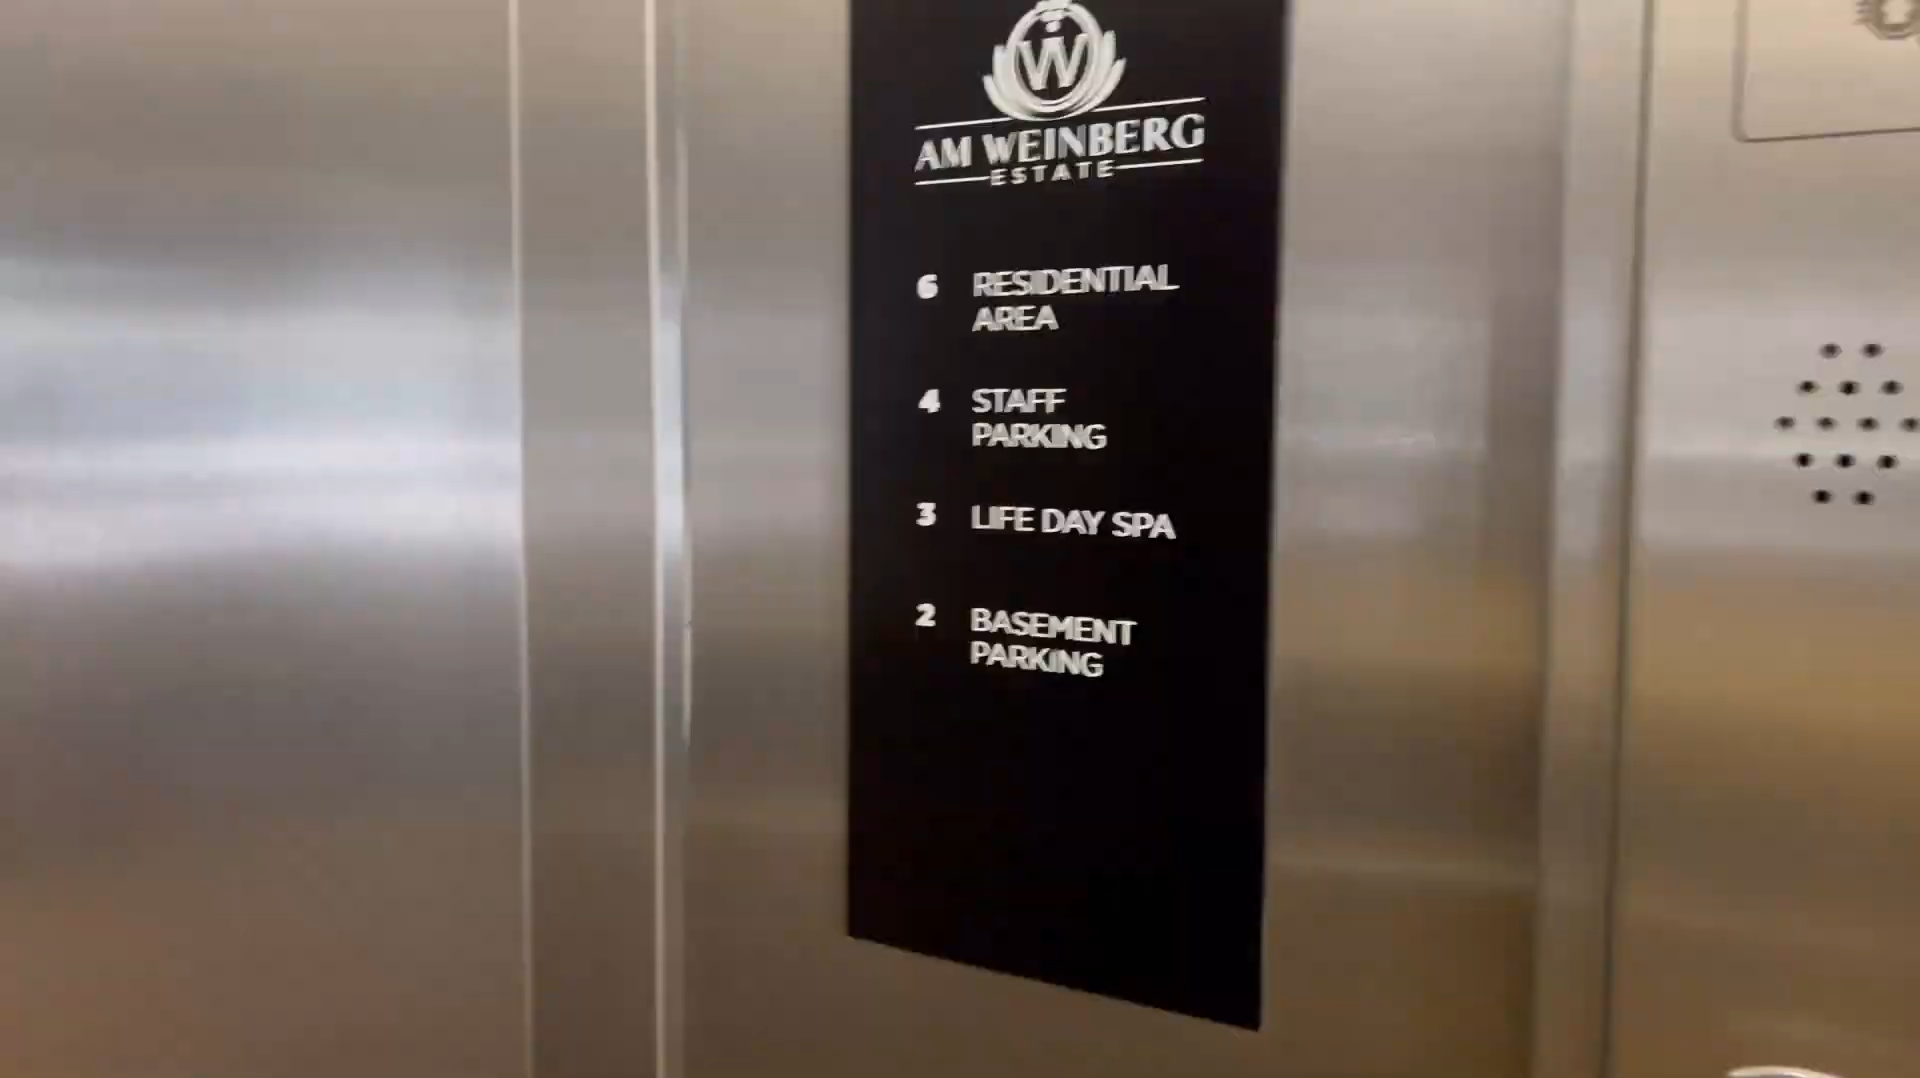 W
AM WEINBERG
ESTATE
6 RESIDENTIAL
AREA
4 STAFF
PARKING
3 LIFE DAY SPA
2 BASEMENT
PARKING